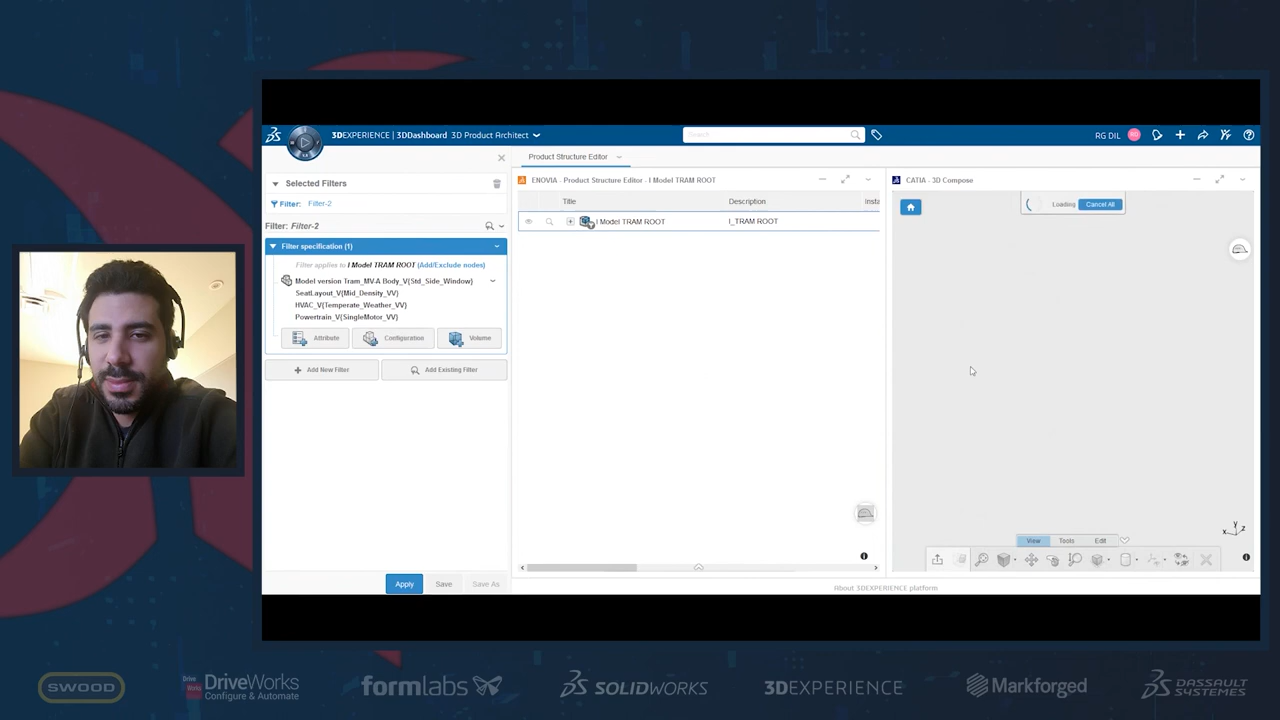 3DEXPERIENCE | 3DDashboard 3D Product Architect
Search
RG DIL
Selected Filters
Filter: Filter-2
Filter: Filter-2
Filter specification (1)
Filter applies to I Model TRAM ROOT (Add/Exclude nodes)
Model version Tram_MV-A Body_V{Std_Side_Window}
SeatLayout_V{Mid_Density_VV}
HVAC_V{Temperate_Weather_VV}
Powertrain_V{SingleMotor_VV}
Attribute
Configuration
Volume
Add New Filter
Add Existing Filter
Apply
Save
Save As
Product Structure Editor
ENOVIA - Product Structure Editor - I Model TRAM ROOT
Title
Description
Insta
I Model TRAM ROOT
I_TRAM ROOT
CATIA - 3D Compose
Loading
Cancel All
Y
Z
View
Tools
Edit
About 3DEXPERIENCE platform
SWOOD
DriveWorks
Configure & Automate
formlabs
SOLIDWORKS
3DEXPERIENCE
Markforged
DASSAULT
SYSTEMES